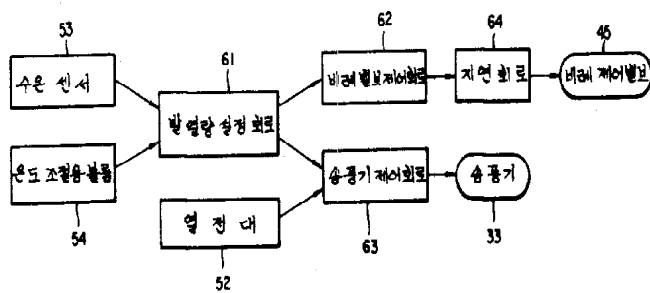 53
수온 센서
온도 조절용 볼륨
54
61
발열량 설정 회로
열 전 대
52
62
비례밸브 제어회로
송풍기 제어회로
63
64
지연회로
송풍기
33
45
비례 제어밸브